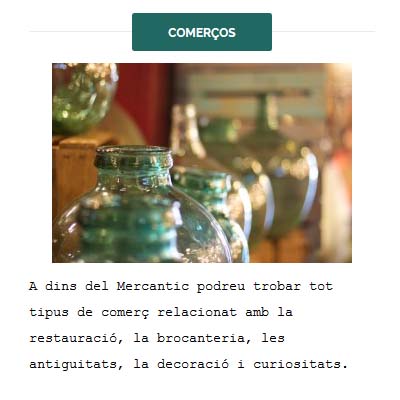 COMERÇOS
A dins del Mercantic podreu trobar tot
tipus de comerç relacionat amb la
restauració, la brocanteria, les
antiguitats, la decoració i curiositats.